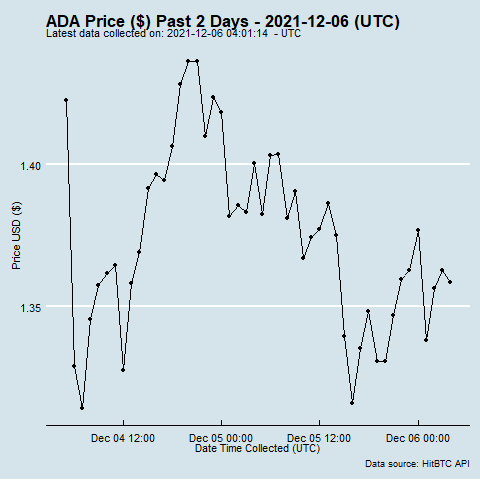 ADA Price ($) Past 2 Days - 2021-12-06 (UTC)
Latest data collected on: 2021-12-06 04:01:14 - UTC
1.40
Price USD ($)
1.35
Dec 04 12:00 Dec 05 00:00 Dec 05 12:00 Dec 06 00:00
Date Time Collected (UTC)
Data source: HitBTC API